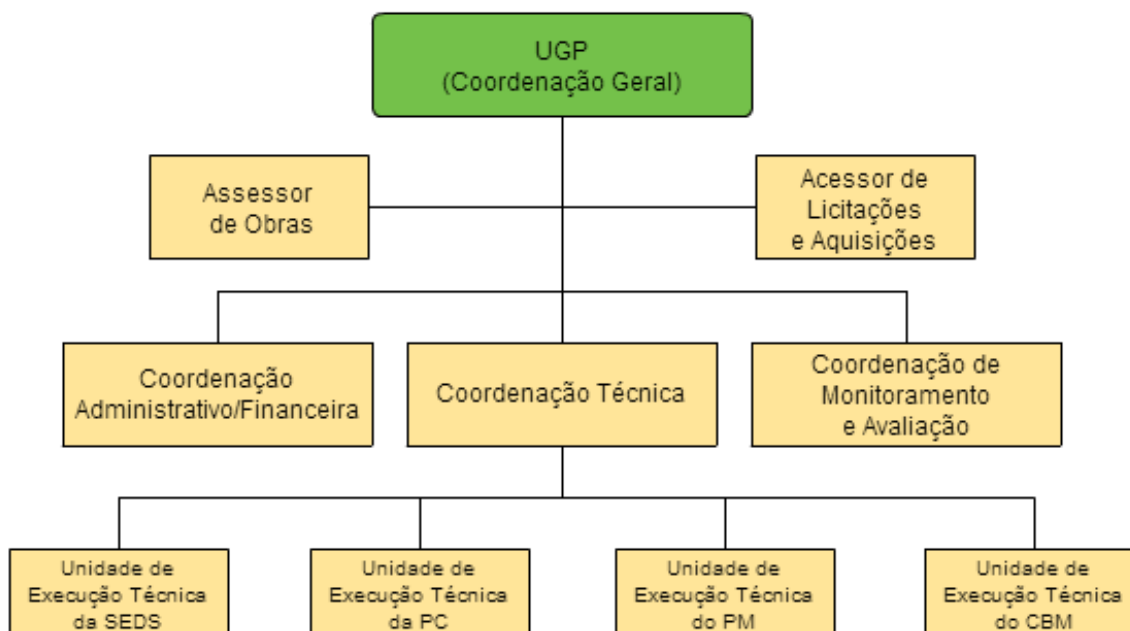 UGP
(Coordenação Geral)
Assessor
de Obras
Acessor de
Licitações
e Aquisições
Coordenação
Administrativo/Financeira
Coordenação Técnica
Coordenação de
Monitoramento
e Avaliação
Unidade de
Execução Técnica
da SEDS
Unidade de
Execução Técnica
da PC
Unidade de
Execução Técnica
do PM
Unidade de
Execução Técnica
do CBM